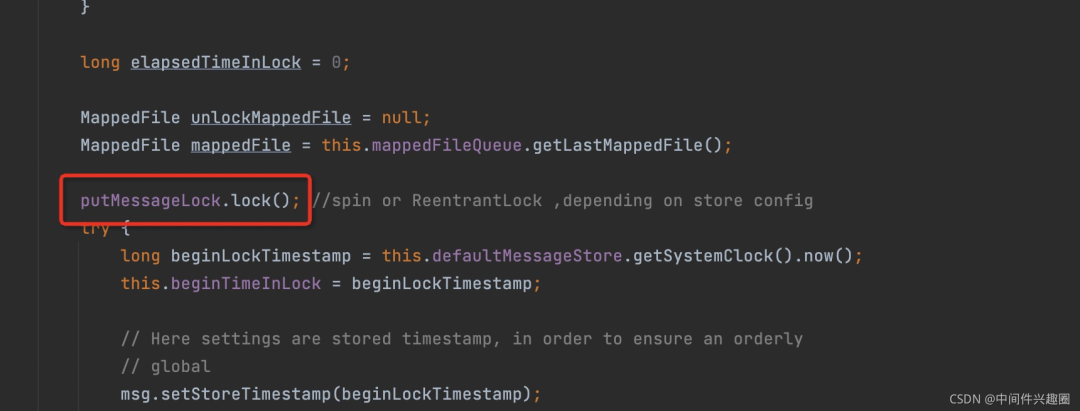 }
long elapsedTimeInLock = 0;
MappedFile unlockMappedFile = null;
MappedFile mappedFile = this.mappedFileQueue.getLastMappedFile();
putMessageLock.lock(); //spin or ReentrantLock ,depending on store config
try {
long beginLockTimestamp = this.defaultMessageStore.getSystemClock().now();
this.beginTimeInLock = beginLockTimestamp;
// Here settings are stored timestamp, in order to ensure an orderly
// global
msg.setStoreTimestamp(beginLockTimestamp);
CSDN @中间件兴趣圈